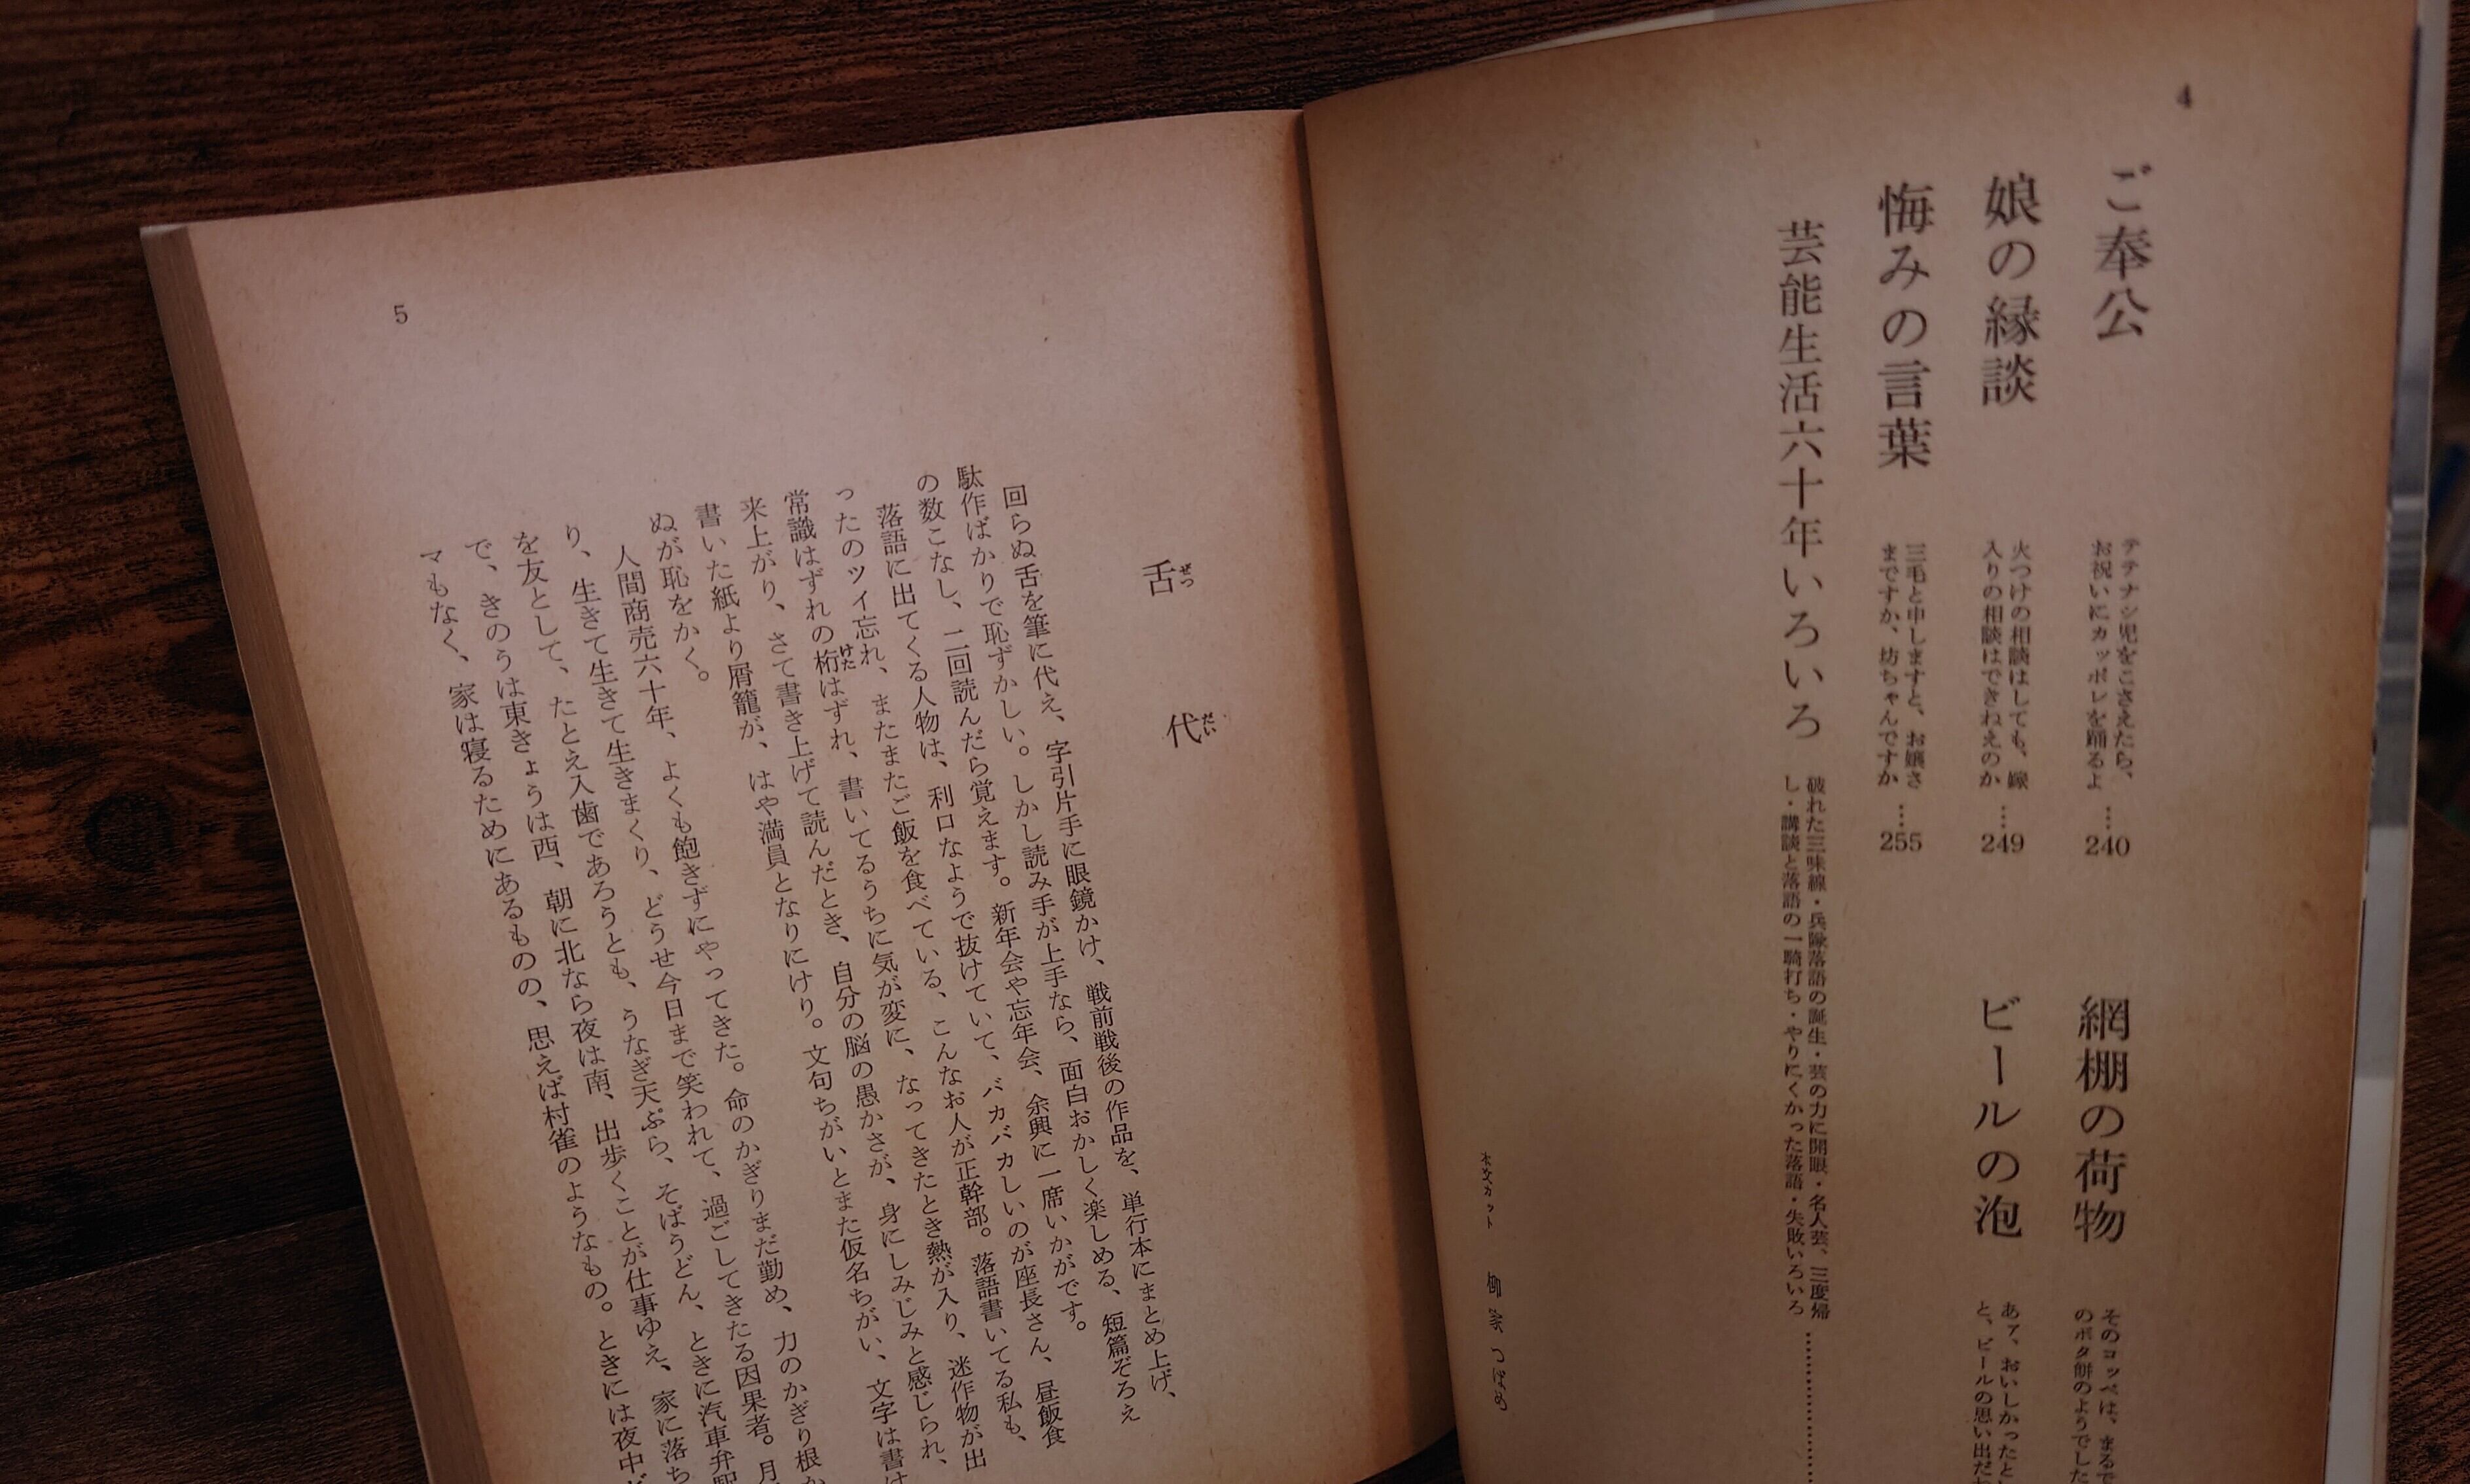 4
ご奉公
テテナシ児をこさえたら、
お祝いにカッポレを踊るよ
…240
網棚の荷物
そのコッペは、まるで
のボタ餅のようでした
娘の縁談
火つけの相談はしても、嫁
入りの相談はできねえのか
…249
ビールの泡
あァ、おいしかったと
と、ビールの思い出だ
悔みの言葉
三毛と申しますと、お嬢さ
まですか、坊ちゃんですか
…255
芸能生活六十年いろいろ
破れた三味線・兵隊落語の誕生・芸の力に開眼・名人芸、三度帰
し・講談と落語の一騎打ち・やりにくかった落語・失敗いろいろ
本文カット 柳家つばめ
舌代
ぜつ
だい
回らぬ舌を筆に代え、字引片手に眼鏡かけ、戦前戦後の作品を、単行本にまとめ上げ、
駄作ばかりで恥ずかしい。しかし読み手が上手なら、面白おかしく楽しめる、短篇ぞろえ
の数こなし、二回読んだら覚えます。新年会や忘年会、余興に一席いかがです。
落語に出てくる人物は、利口なようで抜けていて、バカバカしいのが座長さん、昼飯食
ったのツイ忘れ、またまたご飯を食べている、こんなお人が正幹部。落語書いてる私も、
常識はずれの桁はずれ、書いてるうちに気が変に、なってきたとき熱が入り、迷作物が出
けた
来上がり、さて書き上げて読んだとき、自分の脳の愚かさが、身にしみじみと感じられ、
書いた紙より屑籠が、はや満員となりにけり。文句ちがいとまた仮名ちがい、文字は書け
ぬが恥をかく。
人間商売六十年、よくも飽きずにやってきた。命のかぎりまだ勤め、力のかぎり根か
り、生きて生きて生きまくり、どうせ今日まで笑われて、過ごしてきたる因果者。月
を友として、たとえ入歯であろうとも、うなぎ天ぷら、そばうどん、ときに汽車弁駅
で、きのうは東きょうは西、朝に北なら夜は南、出歩くことが仕事ゆえ、家に落ち
マもなく、家は寝るためにあるものの、思えば村雀のようなもの。ときには夜中
5